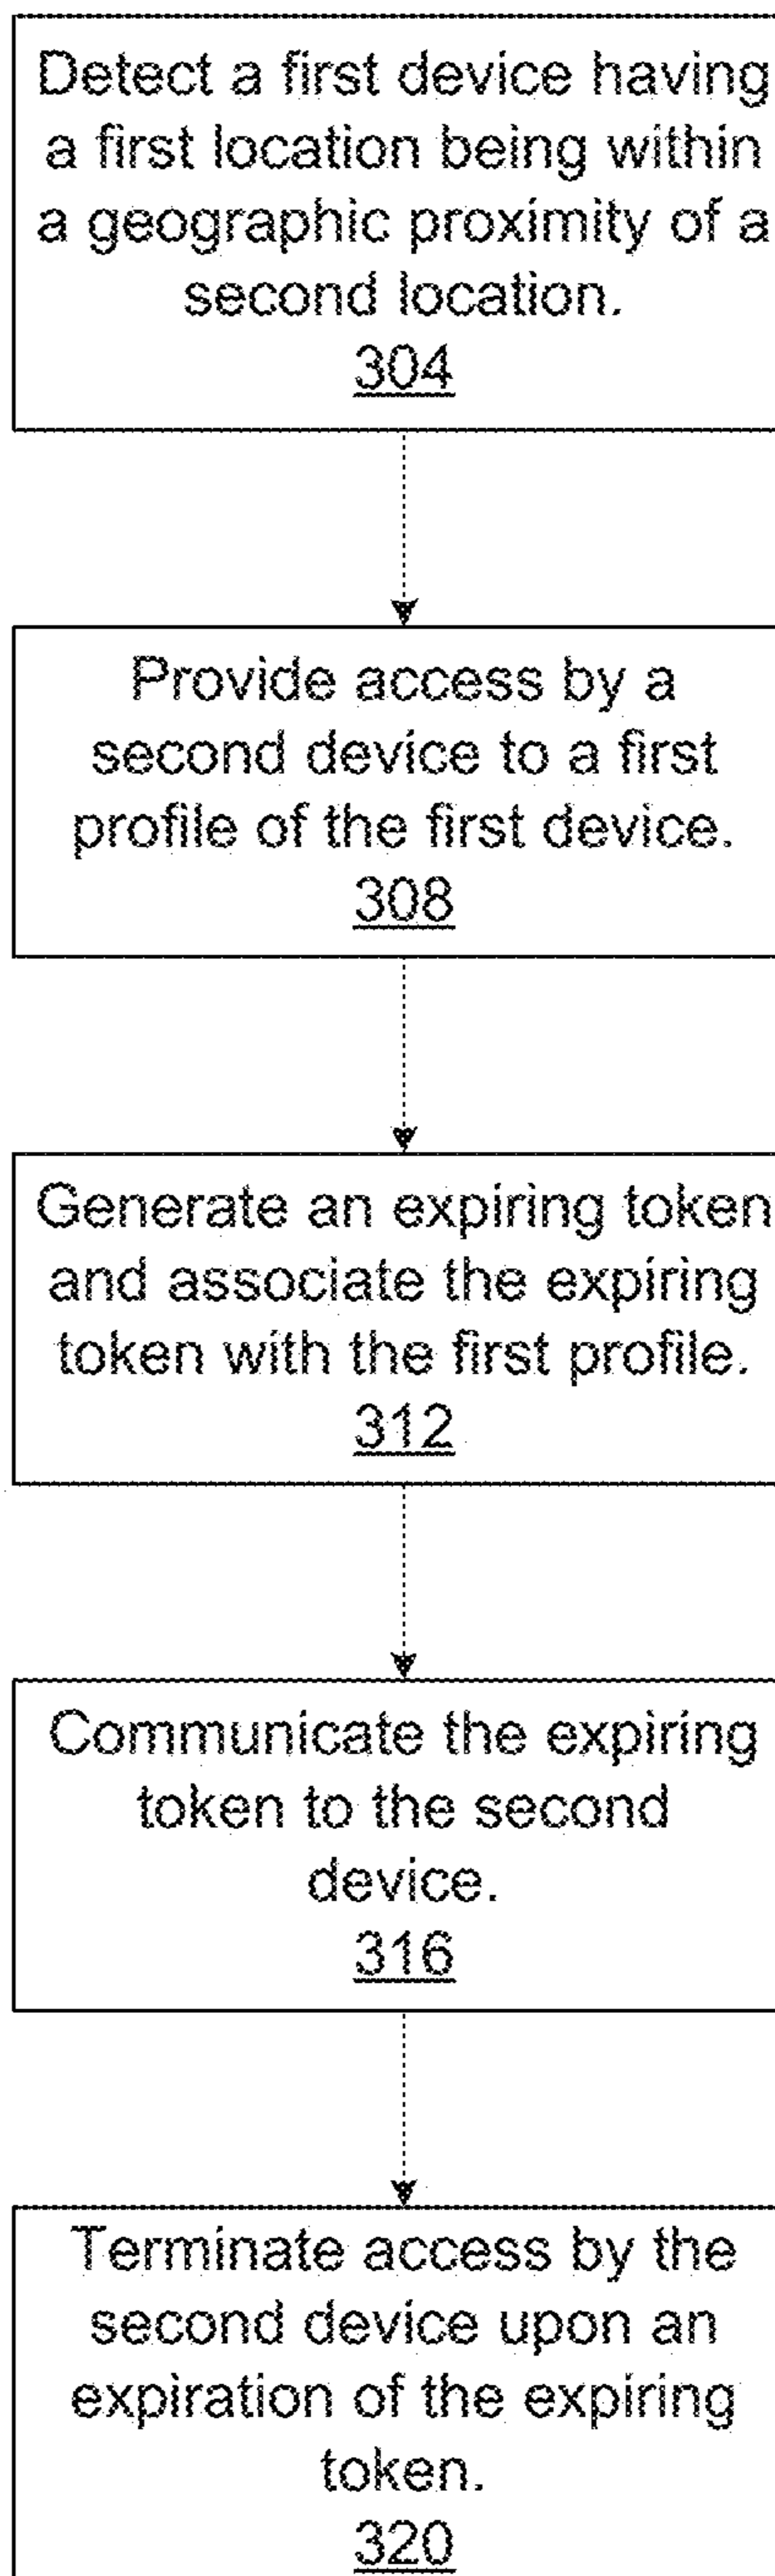 Detect a first device having
a first location being within
a geographic proximity of a
second location.
304
Provide access by a
second device to a first
profile of the first device.
308
Generate an expiring token
and associate the expiring
token with the first profile.
312
Communicate the expiring
token to the second
device.
316
Terminate access by the
second device upon an
expiration of the expiring
token.
320